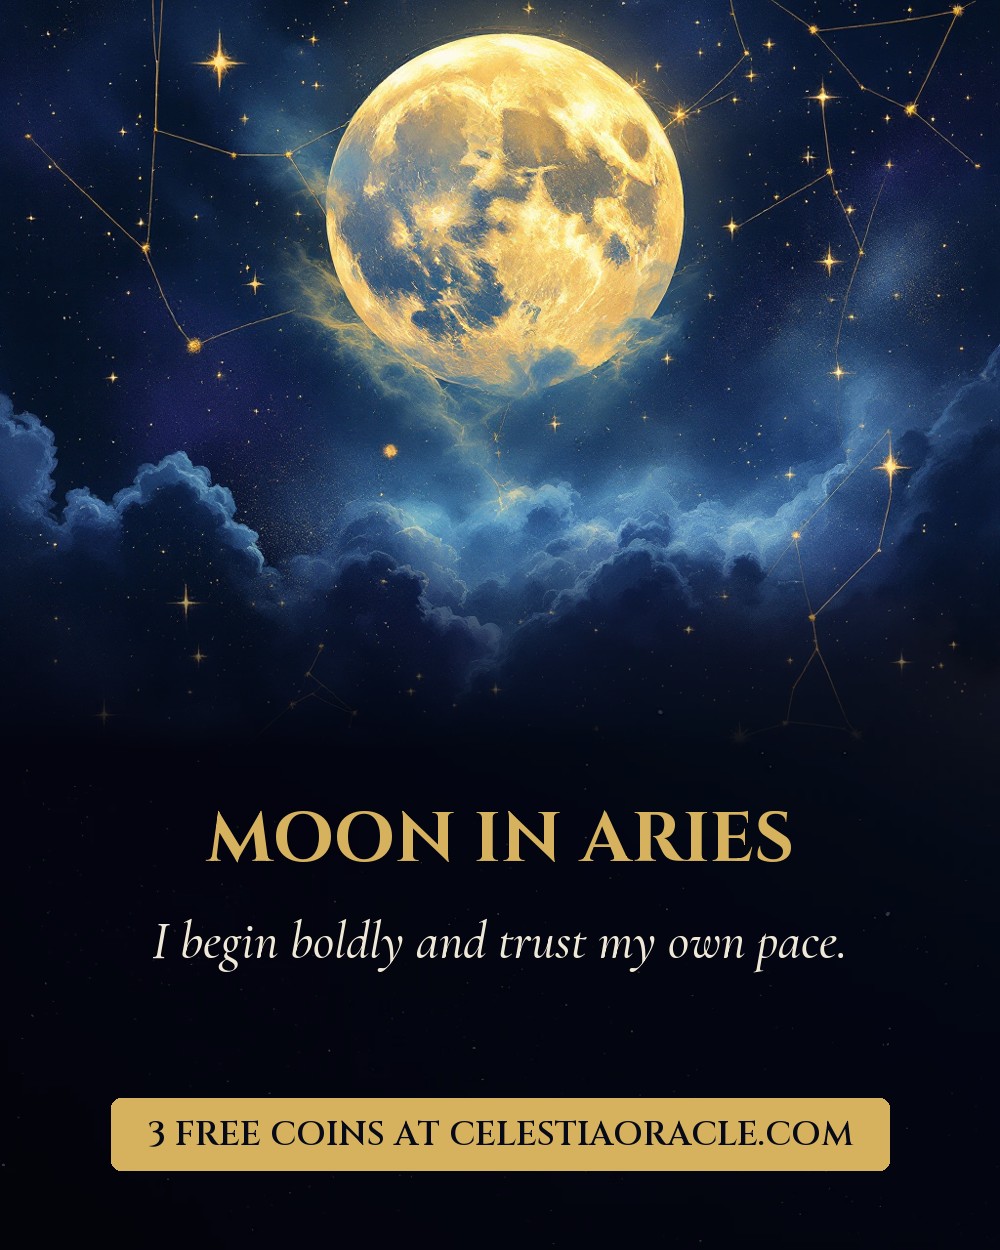 MOON IN ARIES
I begin boldly and trust my own pace.
3 FREE COINS AT CELESTIAORACLE.COM